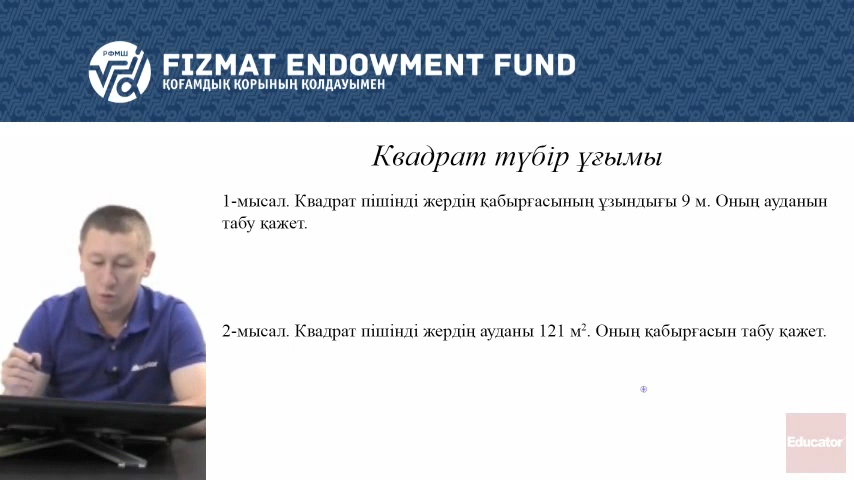 РФМШ
FIZMAT ENDOWMENT FUND
ҚОҒАМДЫҚ ҚОРЫНЫҢ ҚОЛДАУЫМЕН
Квадрат түбір ұғымы
1-мысал. Квадрат пішінді жердің қабырғасының ұзындығы 9 м. Оның ауданын
табу қажет.
2-мысал. Квадрат пішінді жердің ауданы 121 м². Оның қабырғасын табу қажет.
Educator